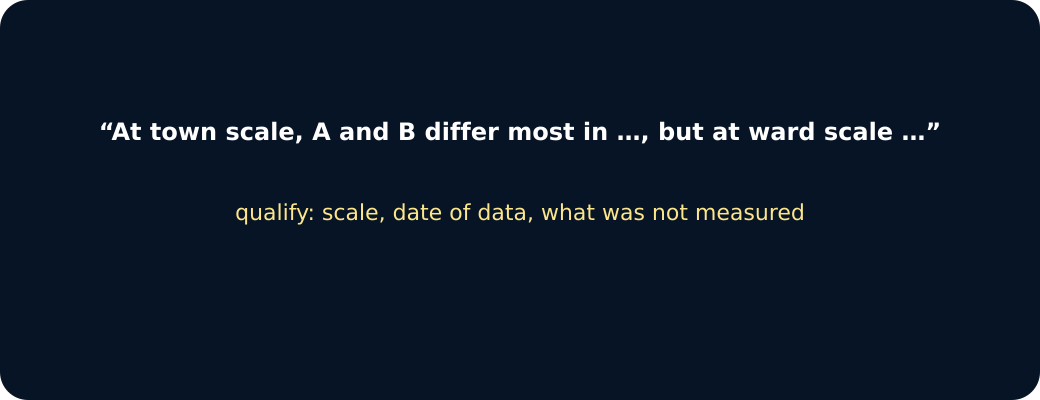 “At town scale, A and B differ most in …, but at ward scale …”
qualify: scale, date of data, what was not measured